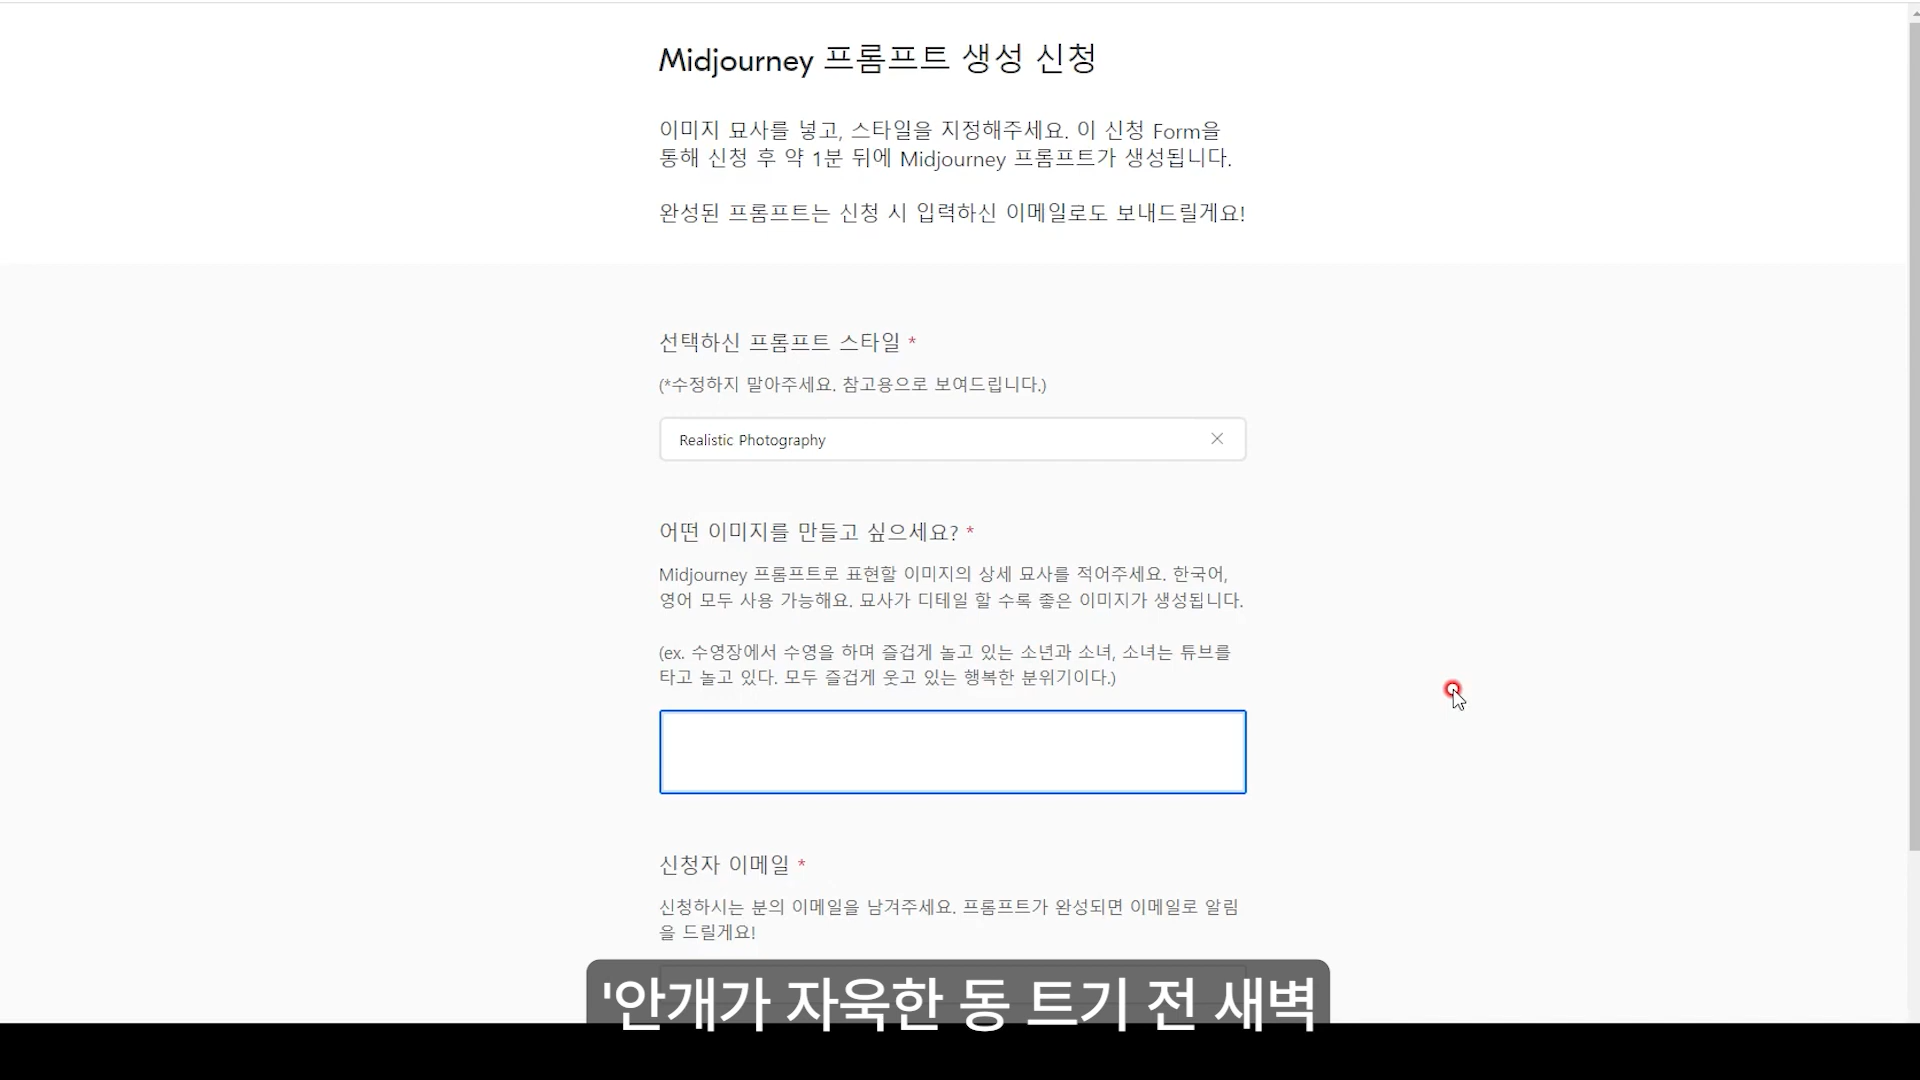 Midjourney 프롬프트 생성 신청
이미지 묘사를 넣고, 스타일을 지정해주세요. 이 신청 Form을
통해 신청 후 약 1분 뒤에 Midjourney 프롬프트가 생성됩니다.
완성된 프롬프트는 신청 시 입력하신 이메일로도 보내드릴게요!
선택하신 프롬프트 스타일 *
(*수정하지 말아주세요. 참고용으로 보여드립니다.)
Realistic Photography
어떤 이미지를 만들고 싶으세요? *
Midjourney 프롬프트로 표현할 이미지의 상세 묘사를 적어주세요. 한국어,
영어 모두 사용 가능해요. 묘사가 디테일 할 수록 좋은 이미지가 생성됩니다.
(ex. 수영장에서 수영을 하며 즐겁게 놀고 있는 소년과 소녀, 소녀는 튜브를
타고 놀고 있다. 모두 즐겁게 웃고 있는 행복한 분위기이다.)
신청자 이메일 *
신청하시는 분의 이메일을 남겨주세요. 프롬프트가 완성되면 이메일로 알림
을 드릴게요!
'안개가 자욱한 동 트기 전 새벽